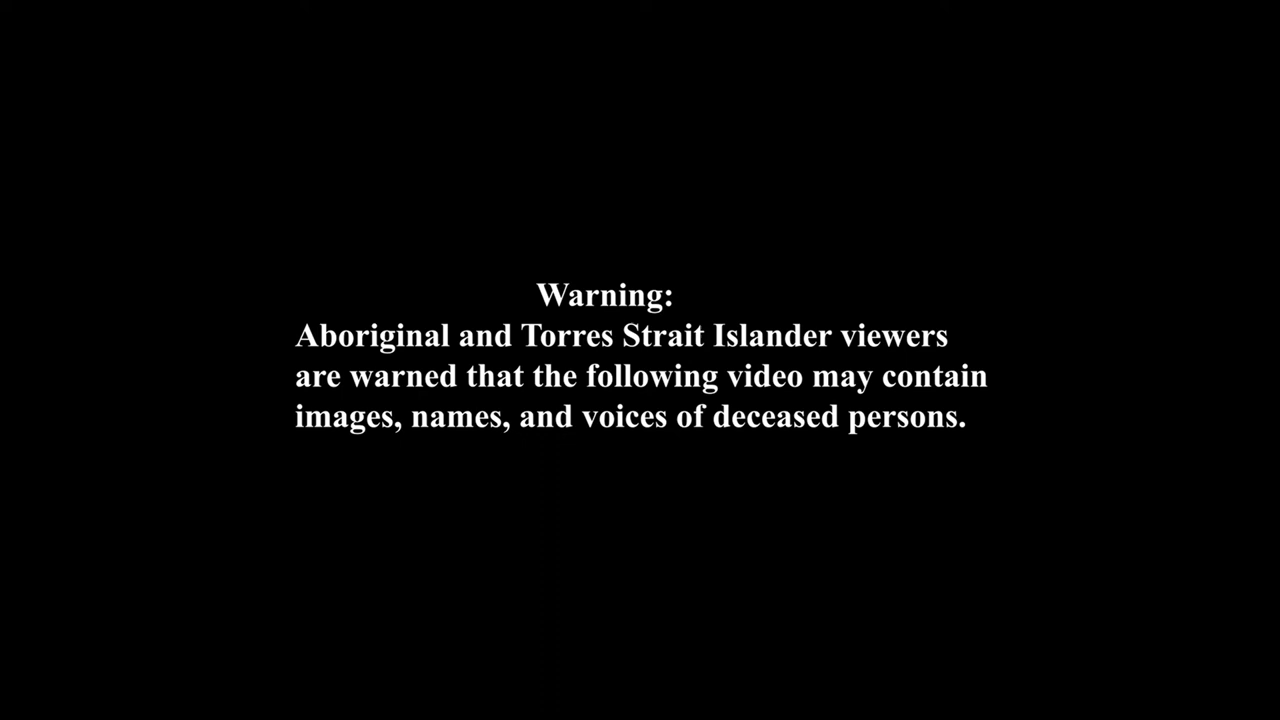 Warning:
Aboriginal and Torres Strait Islander viewers
are warned that the following video may contain
images, names, and voices of deceased persons.